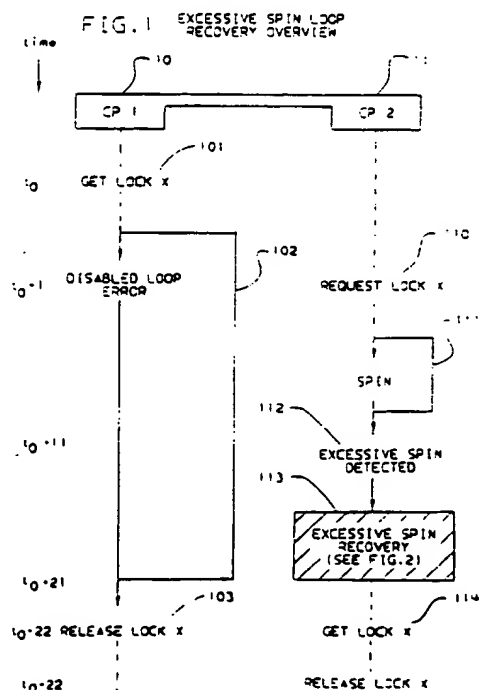 FIG.1 EXCESSIVE SPIN LOOP
RECOVERY OVERVIEW
time
10
CP 1
CP 2
101
t0 GET LOCK X
102
110
t0+1 DISABLED LOOP
ERROR
REQUEST LOCK X
SPIN
112
t0+11 EXCESSIVE SPIN
DETECTED
113
EXCESSIVE SPIN
RECOVERY
(SEE FIG.2)
t0+21
103
114
t0+22 RELEASE LOCK X
GET LOCK X
t0+22
RELEASE LOCK X